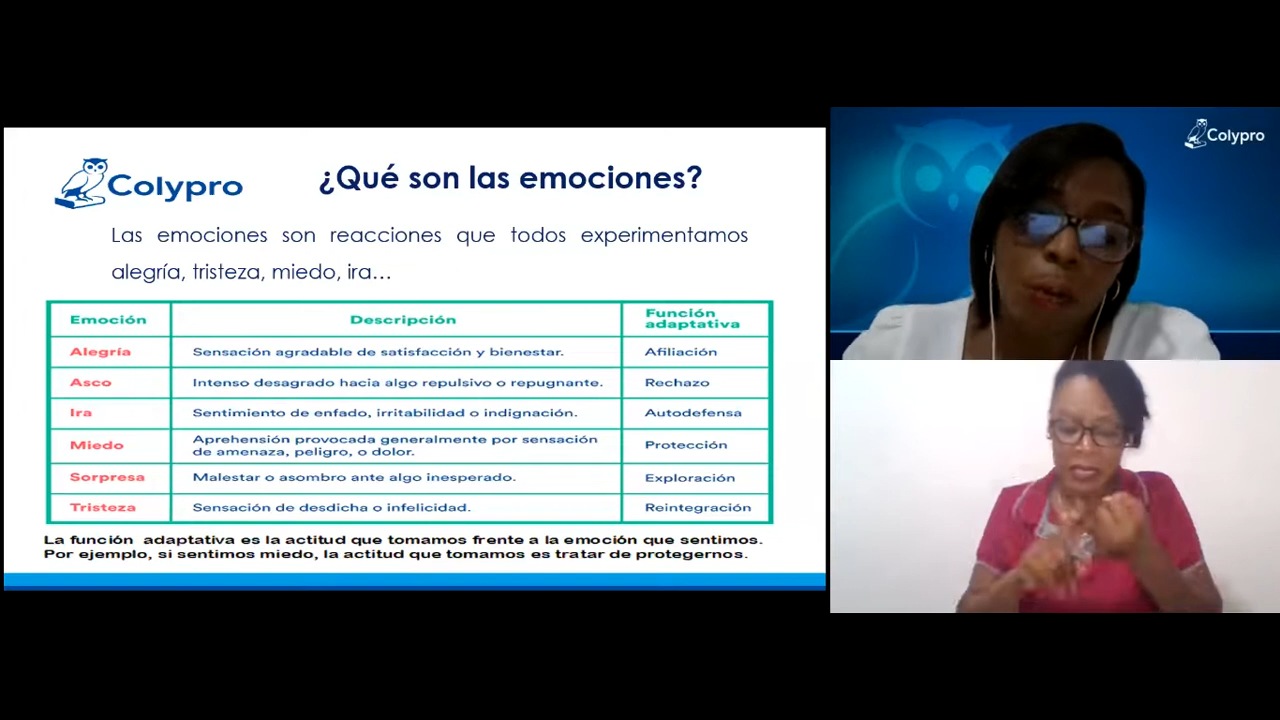 Colypro
¿Qué son las emociones?
Las emociones son reacciones que todos experimentamos
alegría, tristeza, miedo, ira...
Emoción Descripción Función
adaptativa
Alegría Sensación agradable de satisfacción y bienestar. Afiliación
Asco Intenso desagrado hacia algo repulsivo o repugnante. Rechazo
Ira Sentimiento de enfado, irritabilidad o indignación. Autodefensa
Miedo Aprehensión provocada generalmente por sensación
de amenaza, peligro, o dolor. Protección
Sorpresa Malestar o asombro ante algo inesperado. Exploración
Tristeza Sensación de desdicha o infelicidad. Reintegración
La función adaptativa es la actitud que tomamos frente a la emoción que sentimos.
Por ejemplo, si sentimos miedo, la actitud que tomamos es tratar de protegernos.
Colypro